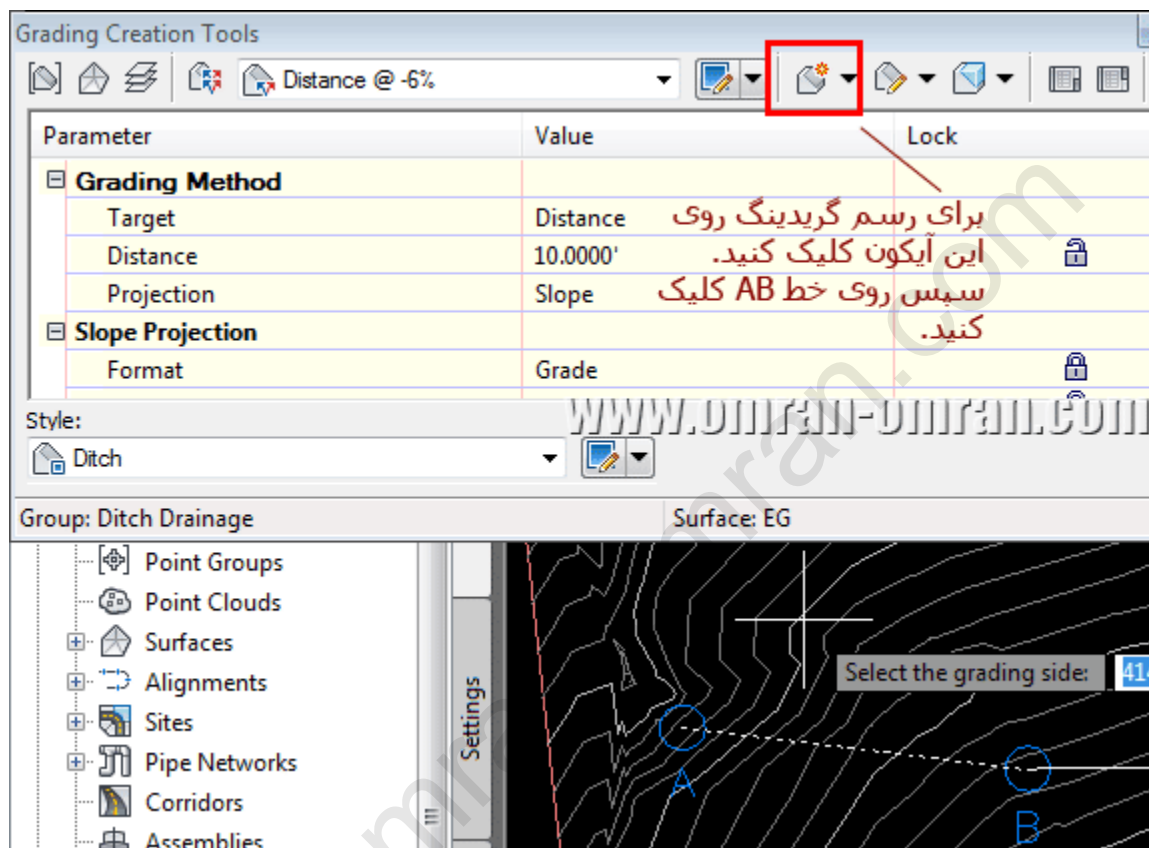 Grading Creation Tools
Distance @ -6%
Parameter Value Lock
Grading Method
Target Distance
Distance 10.0000'
Projection Slope
Slope Projection
Format Grade
برای رسم گریدینگ روی
این آیکون کلیک کنید.
سپس روی خط AB کلیک
کنید.
www.omran-omran.com
Style:
Ditch
Group: Ditch Drainage Surface: EG
Point Groups
Point Clouds
Surfaces
Alignments
Sites
Pipe Networks
Corridors
Assemblies
Settings
Select the grading side: 414
A
B